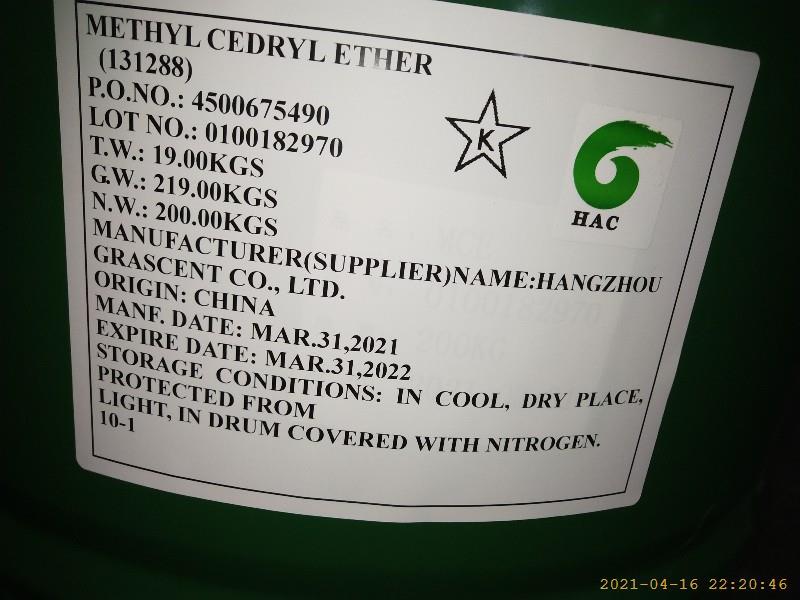 METHYL CEDRYL ETHER
(131288)
P.O.NO.: 4500675490
LOT NO.: 0100182970
T.W.: 19.00KGS
G.W.: 219.00KGS
N.W.: 200.00KGS
MANUFACTURER(SUPPLIER)NAME:HANGZHOU
GRASCENT CO., LTD.
ORIGIN: CHINA
MANF. DATE: MAR.31,2021
EXPIRE DATE: MAR.31,2022
STORAGE CONDITIONS: IN COOL, DRY PLACE,
PROTECTED FROM
LIGHT, IN DRUM COVERED WITH NITROGEN.
10-1
K
HAC
MCE
0100182970
200KG
2021-04-16 22:20:46